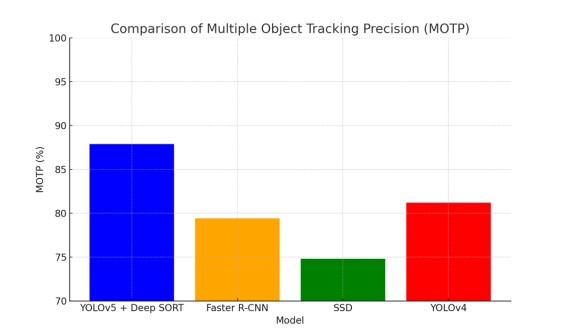 Comparison of Multiple Object Tracking Precision (MOTP)
100
95
90
85
80
75
70
MOTP (%)
YOLOv5 + Deep SORT Faster R-CNN SSD YOLOv4
Model